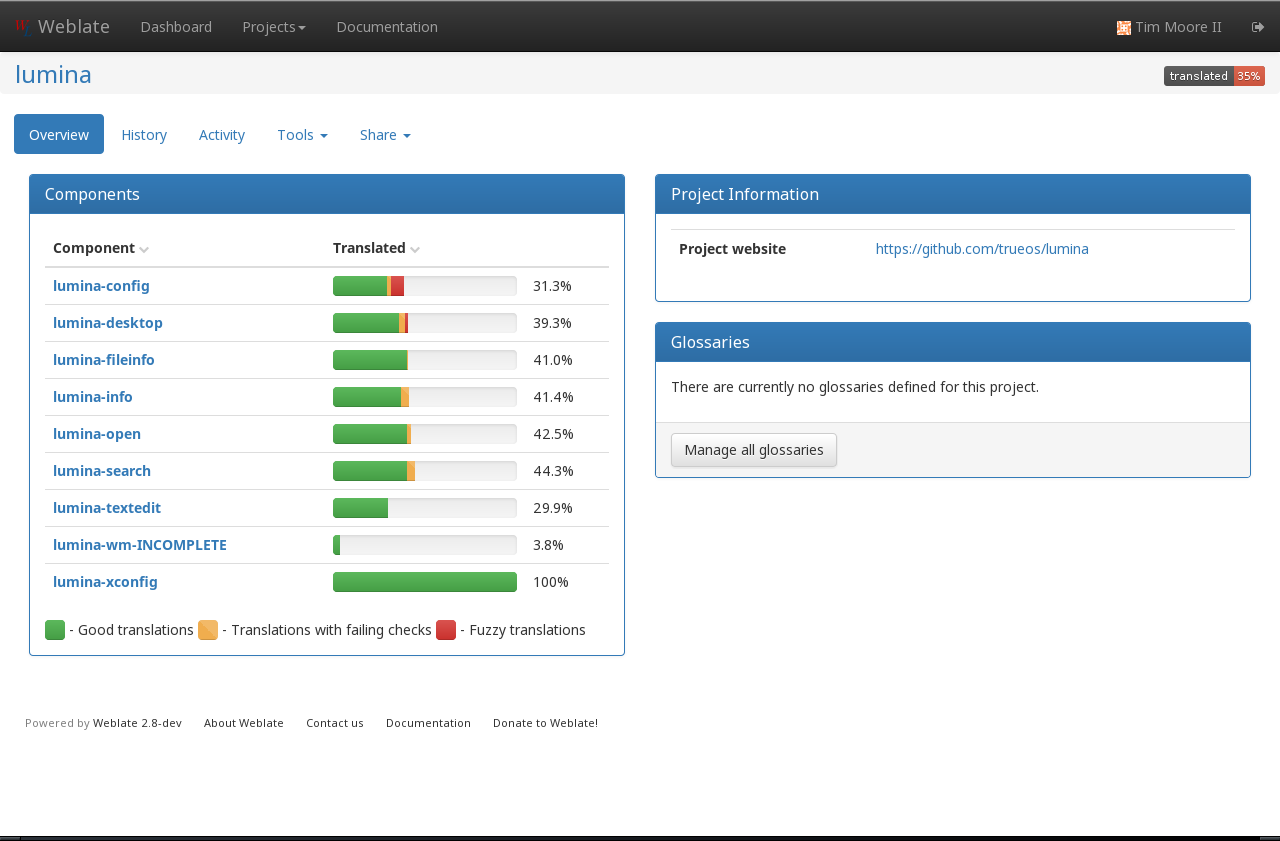 Weblate Dashboard Projects Documentation Tim Moore II
lumina translated 35%
Overview History Activity Tools Share
Components
Component Translated
lumina-config 31.3%
lumina-desktop 39.3%
lumina-fileinfo 41.0%
lumina-info 41.4%
lumina-open 42.5%
lumina-search 44.3%
lumina-textedit 29.9%
lumina-wm-INCOMPLETE 3.8%
lumina-xconfig 100%
- Good translations - Translations with failing checks - Fuzzy translations
Project Information
Project website https://github.com/trueos/lumina
Glossaries
There are currently no glossaries defined for this project.
Manage all glossaries
Powered by Weblate 2.8-dev About Weblate Contact us Documentation Donate to Weblate!